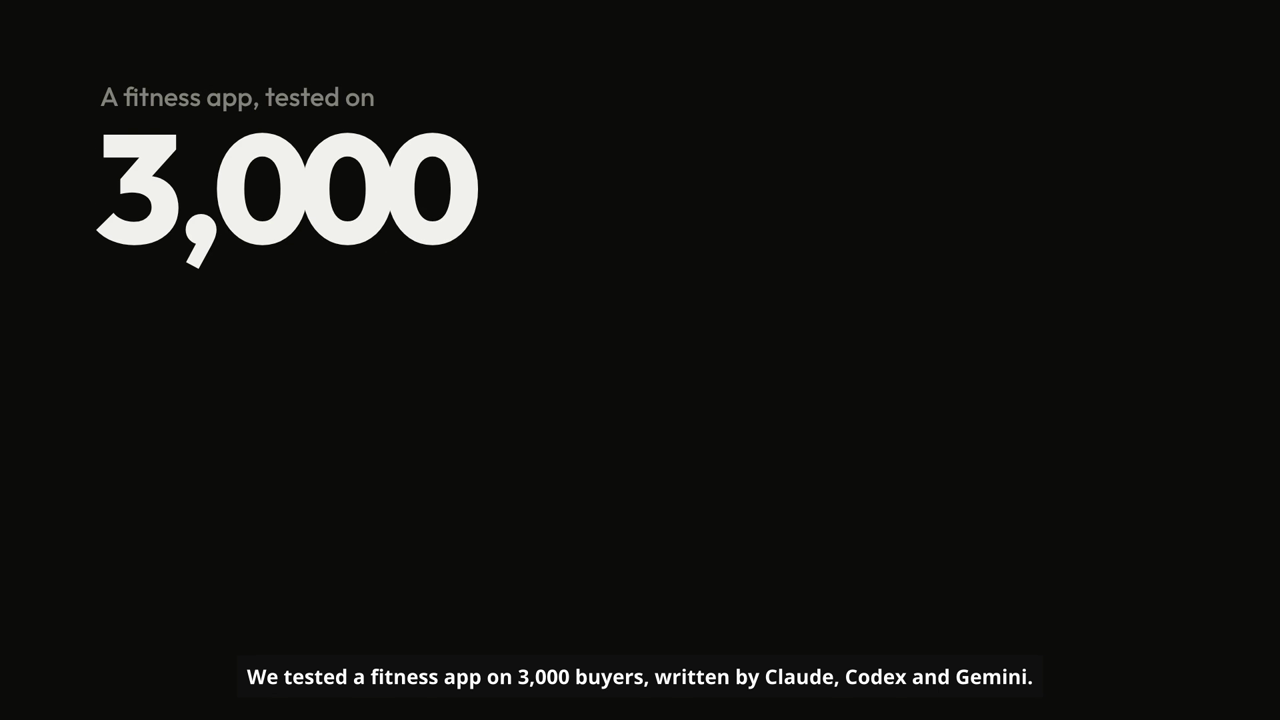 A fitness app, tested on
3,000
We tested a fitness app on 3,000 buyers, written by Claude, Codex and Gemini.